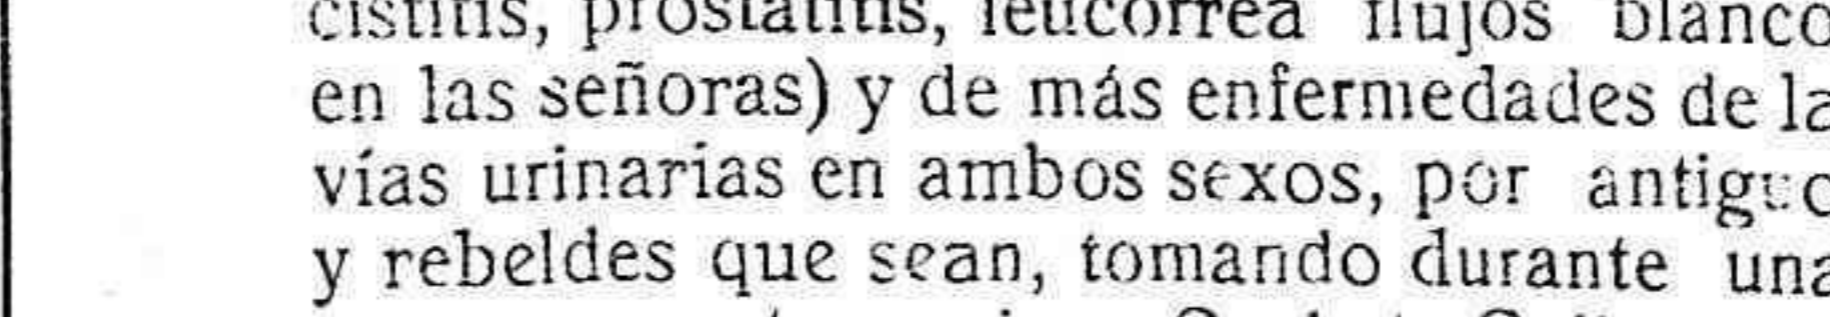 cistitis, prostatitis, leucorrea flujos blanco
en las señoras) y de más enfermedades de la
vías urinarias en ambos sexos, por antiguo
y rebeldes que sean, tomando durante una